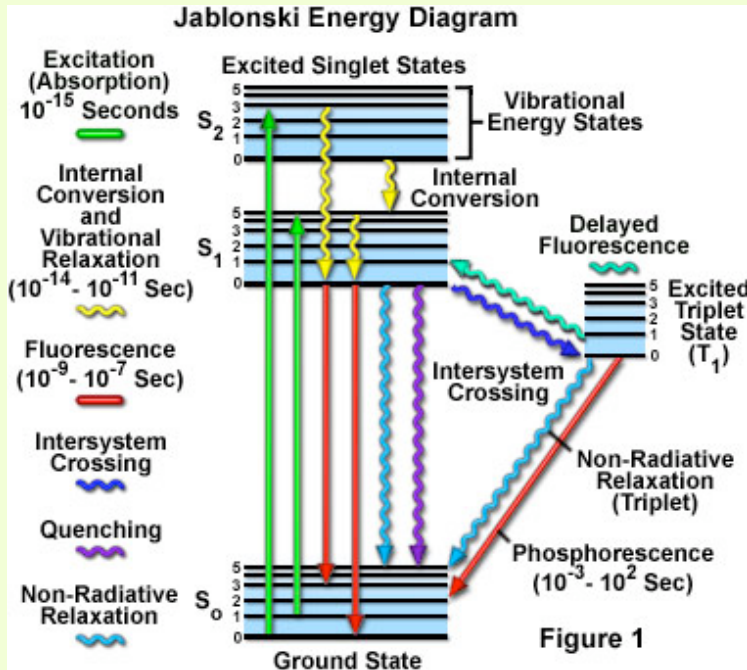 Jablonski Energy Diagram
Excitation
(Absorption)
10⁻¹⁵ Seconds
Internal
Conversion
and
Vibrational
Relaxation
(10⁻¹⁴- 10⁻¹¹ Sec)
Fluorescence
(10⁻⁹- 10⁻⁷ Sec)
Intersystem
Crossing
Quenching
Non-Radiative
Relaxation
Excited Singlet States
S₂
5
3
2
1
0
Vibrational
Energy States
Internal
Conversion
S₁
5
3
2
1
0
Delayed
Fluorescence
5
3
2
1
0
Excited
Triplet
State
(T₁)
Intersystem
Crossing
Non-Radiative
Relaxation
(Triplet)
Phosphorescence
(10⁻³- 10² Sec)
S₀
5
3
2
1
0
Ground State
Figure 1